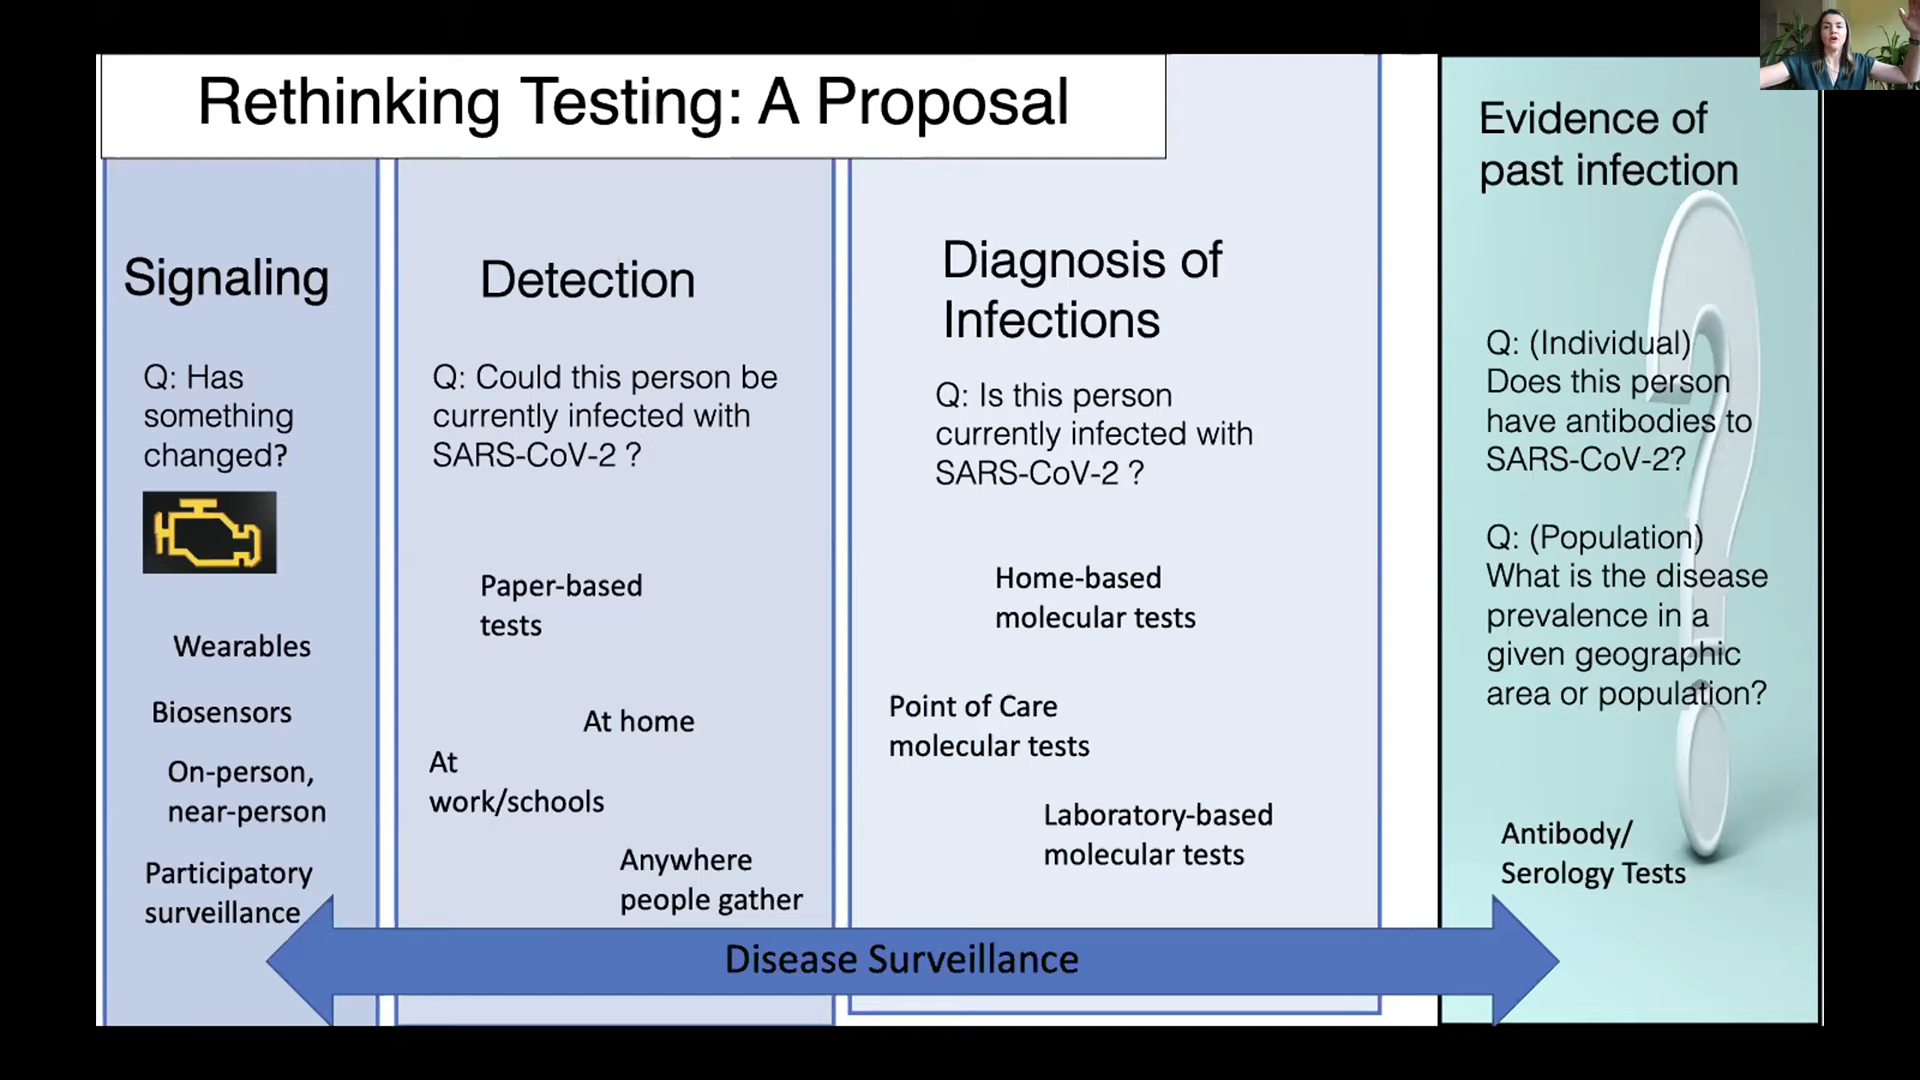 Rethinking Testing: A Proposal
Signaling
Q: Has
something
changed?
Wearables
Biosensors
On-person,
near-person
Participatory
surveillance
Detection
Q: Could this person be
currently infected with
SARS-CoV-2 ?
Paper-based
tests
At home
At
work/schools
Anywhere
people gather
Diagnosis of
Infections
Q: Is this person
currently infected with
SARS-CoV-2 ?
Home-based
molecular tests
Point of Care
molecular tests
Laboratory-based
molecular tests
Evidence of
past infection
Q: (Individual)
Does this person
have antibodies to
SARS-CoV-2?
Q: (Population)
What is the disease
prevalence in a
given geographic
area or population?
Antibody/
Serology Tests
Disease Surveillance